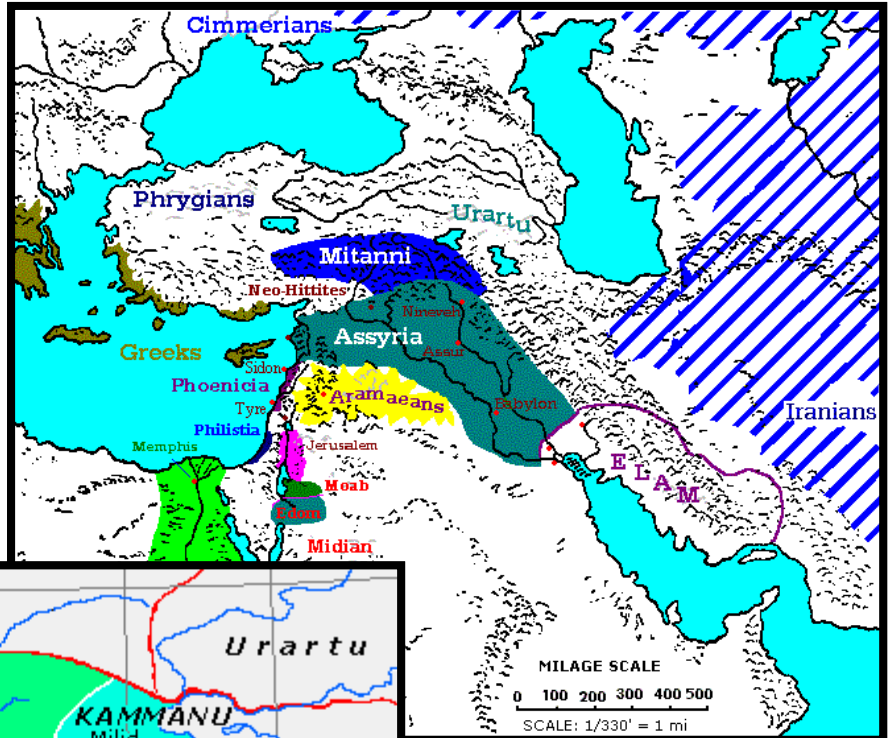 Cimmerians
Phrygians
Urartu
Mitanni
Neo-Hittites
Nineveh
Assyria
Assur
Greeks
Sidon
Phoenicia
Aramaeans
Tyre
Babylon
Iranians
Philistia
Memphis
Jerusalem
ELAM
Moab
Edom
Midian
Urartu
MILAGE SCALE
0 100 200 300 400 500
SCALE: 1/330' = 1 mi
KAMMANU
Milid